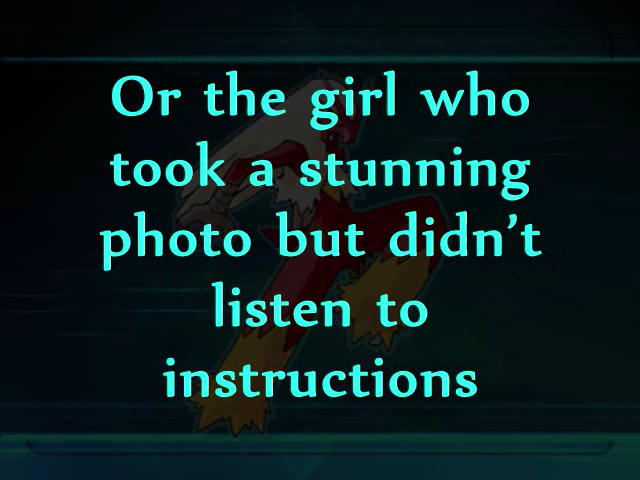 Or the girl who
took a stunning
photo but didn’t
listen to
instructions